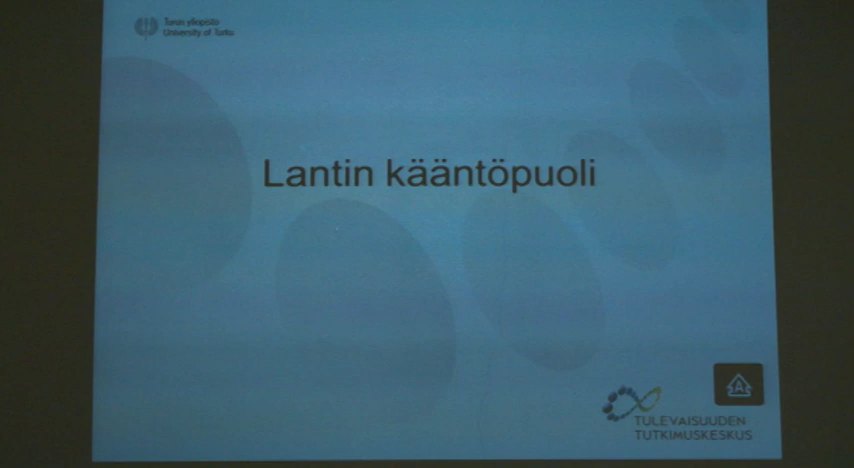 Turun yliopisto
University of Turku
Lantin kääntöpuoli
A
TULEVAISUUDEN
TUTKIMUSKESKUS